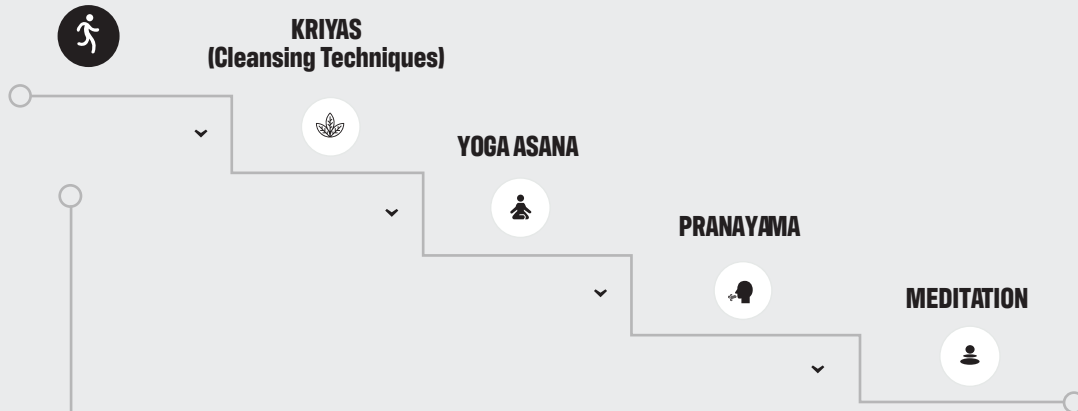 KRIYAS
(Cleansing Techniques)
YOGA ASANA
PRANAYAMA
MEDITATION